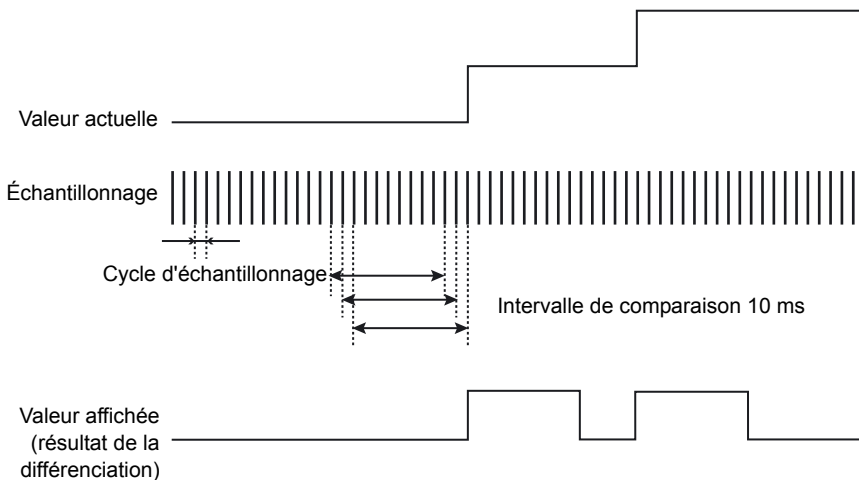 Valeur actuelle
Échantillonnage
Cycle d'échantillonnage
Intervalle de comparaison 10 ms
Valeur affichée
(résultat de la
différenciation)